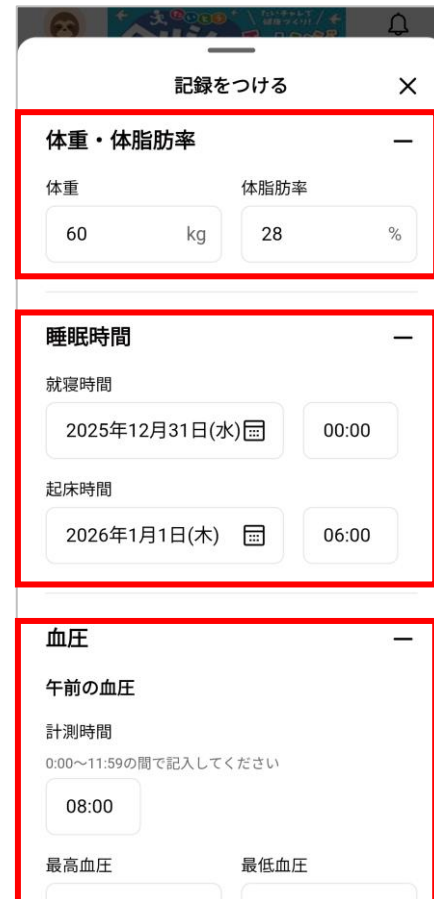 記録をつける
体重・体脂肪率
体重 体脂肪率
60 kg 28 %
睡眠時間
就寝時間
2025年12月31日(水) 00:00
起床時間
2026年1月1日(木) 06:00
血圧
午前の血圧
計測時間
0:00〜11:59の間で記入してください
08:00
最高血圧 最低血圧